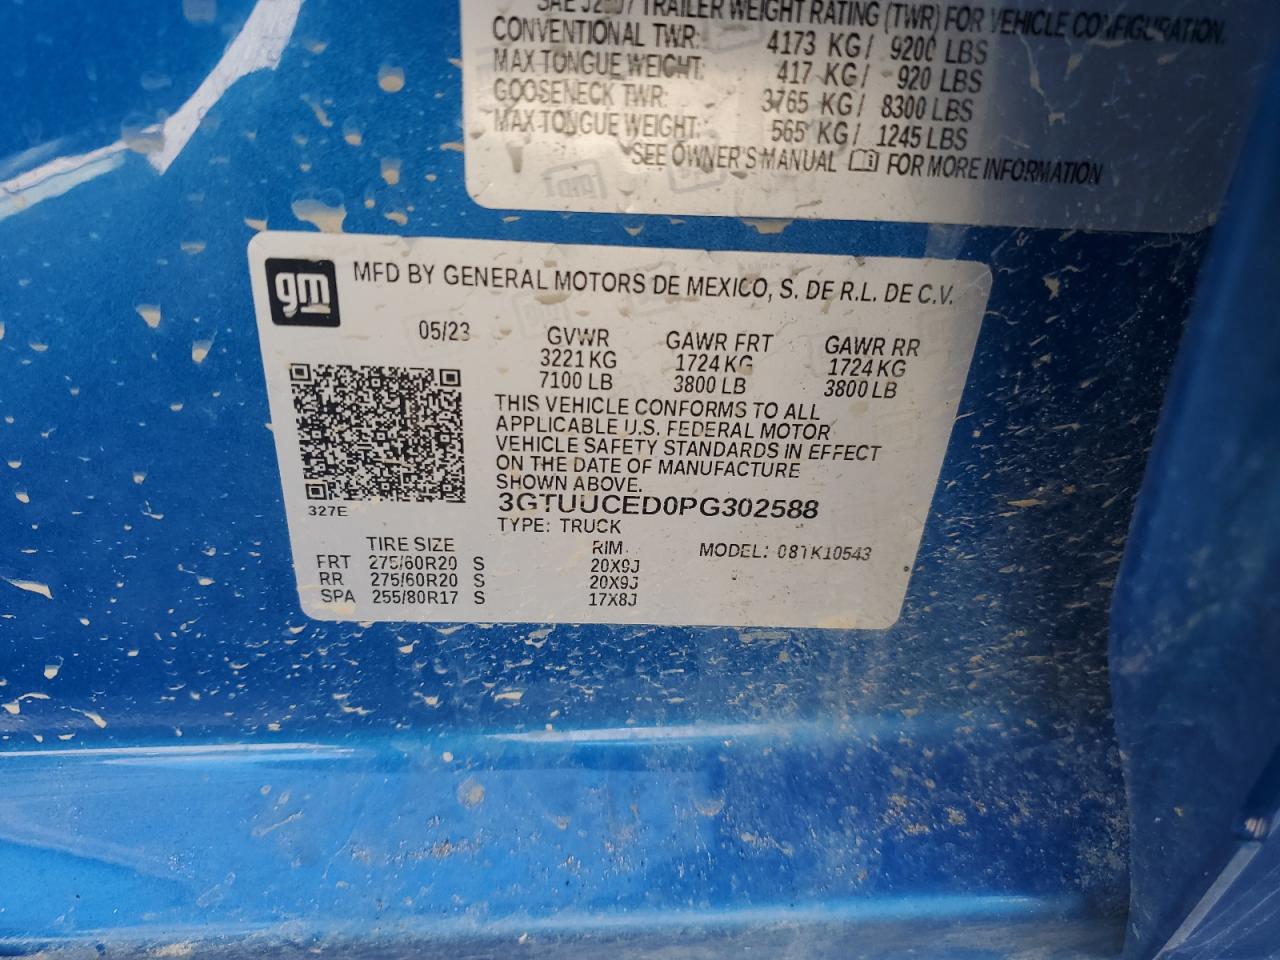 SAE TRAILER WEIGHT RATING (TWR) FOR VEHICLE CONFIGURATION.
CONVENTIONAL TWR: 4173 KG / 9200 LBS
MAX TONGUE WEIGHT: 417 KG / 920 LBS
GOOSENECK TWR: 3765 KG / 8300 LBS
MAX TONGUE WEIGHT: 565 KG / 1245 LBS
SEE OWNER'S MANUAL FOR MORE INFORMATION
gm MFD BY GENERAL MOTORS DE MEXICO, S. DE R.L. DE C.V.
05/23 GVWR GAWR FRT GAWR RR
3221 KG 1724 KG 1724 KG
7100 LB 3800 LB 3800 LB
THIS VEHICLE CONFORMS TO ALL
APPLICABLE U.S. FEDERAL MOTOR
VEHICLE SAFETY STANDARDS IN EFFECT
ON THE DATE OF MANUFACTURE
SHOWN ABOVE.
3GTUUCED0PG302588
327E
TYPE: TRUCK
TIRE SIZE RIM MODEL:
FRT 275/60R20 S 20X9J
RR 275/60R20 S 20X9J
SPA 255/80R17 S 17X8J